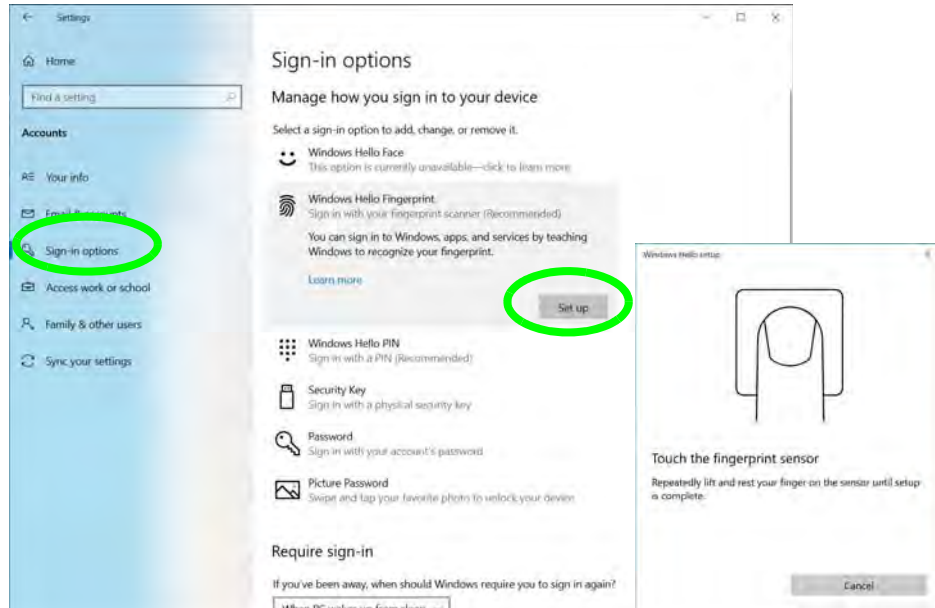 Settings
Home
Find a setting
Accounts
Your info
Email & accounts
Sign-in options
Access work or school
Family & other users
Sync your settings
Sign-in options
Manage how you sign in to your device
Select a sign-in option to add, change, or remove it.
Windows Hello Face
This option is currently unavailable—click to learn more
Windows Hello Fingerprint
Sign in with your fingerprint scanner (Recommended)
You can sign in to Windows, apps, and services by teaching
Windows to recognize your fingerprint.
Learn more
Set up
Windows Hello PIN
Sign in with a PIN (Recommended)
Security Key
Sign in with a physical security key
Password
Sign in with your account's password
Picture Password
Swipe and tap your favorite photo to unlock your device
Require sign-in
If you've been away, when should Windows require you to sign in again?
When PC wakes up from sleep
Windows Hello setup
Touch the fingerprint sensor
Repeatedly lift and rest your finger on the sensor until setup
is complete.
Cancel